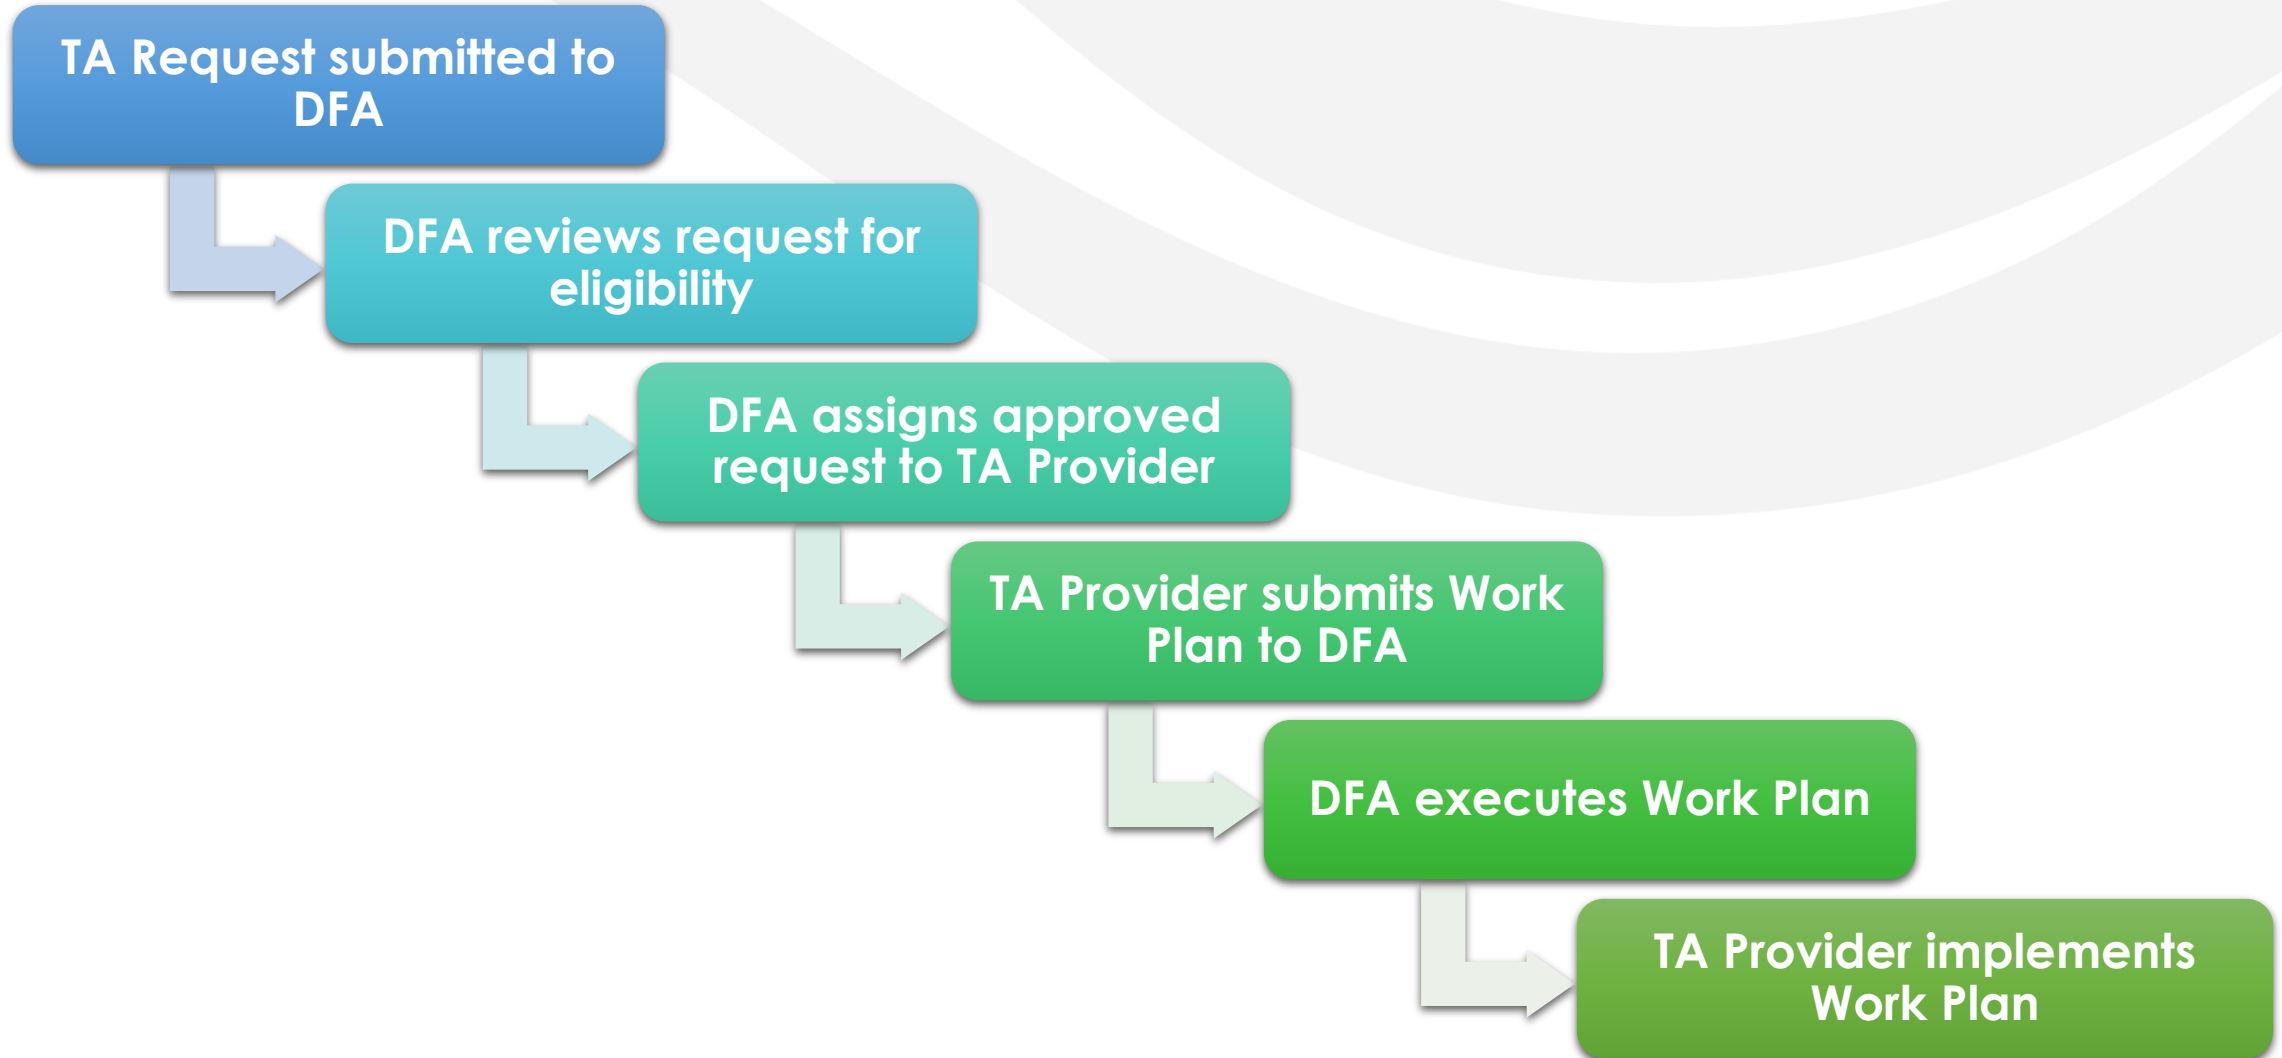 TA Request submitted to
DFA
DFA reviews request for
eligibility
DFA assigns approved
request to TA Provider
TA Provider submits Work
Plan to DFA
DFA executes Work Plan
TA Provider implements
Work Plan